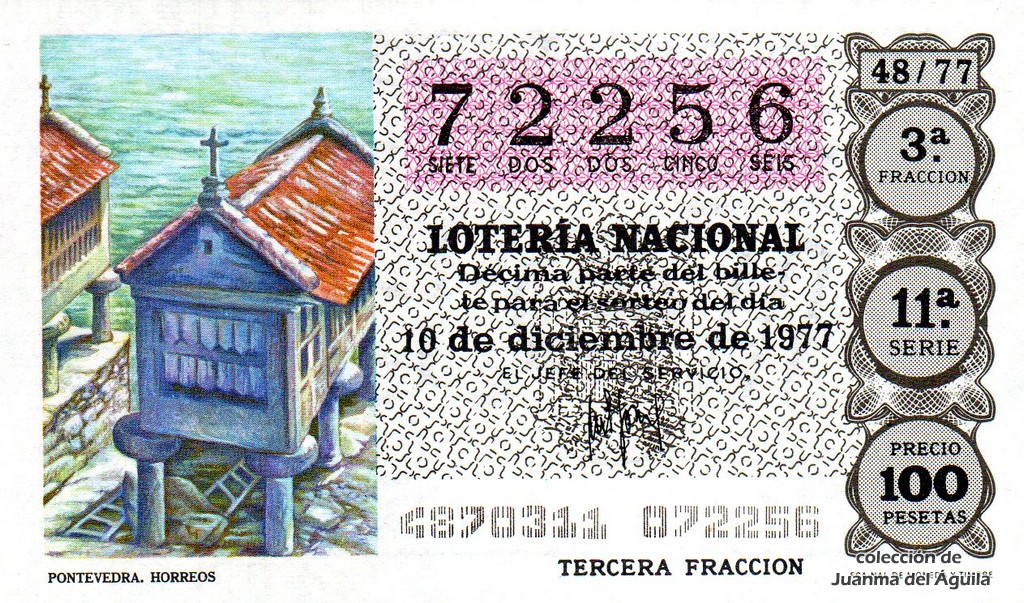 48/77
72256
SIETE DOS DOS CINCO SEIS
3.ª
FRACCION
LOTERÍA NACIONAL
Décima parte del bille-
te para el sorteo del día
10 de diciembre de 1977
EL JEFE DEL SERVICIO,
11.ª
SERIE
PRECIO
100
PESETAS
4870311 072256
TERCERA FRACCION
PONTEVEDRA. HORREOS
colección de
Juanma del Águila